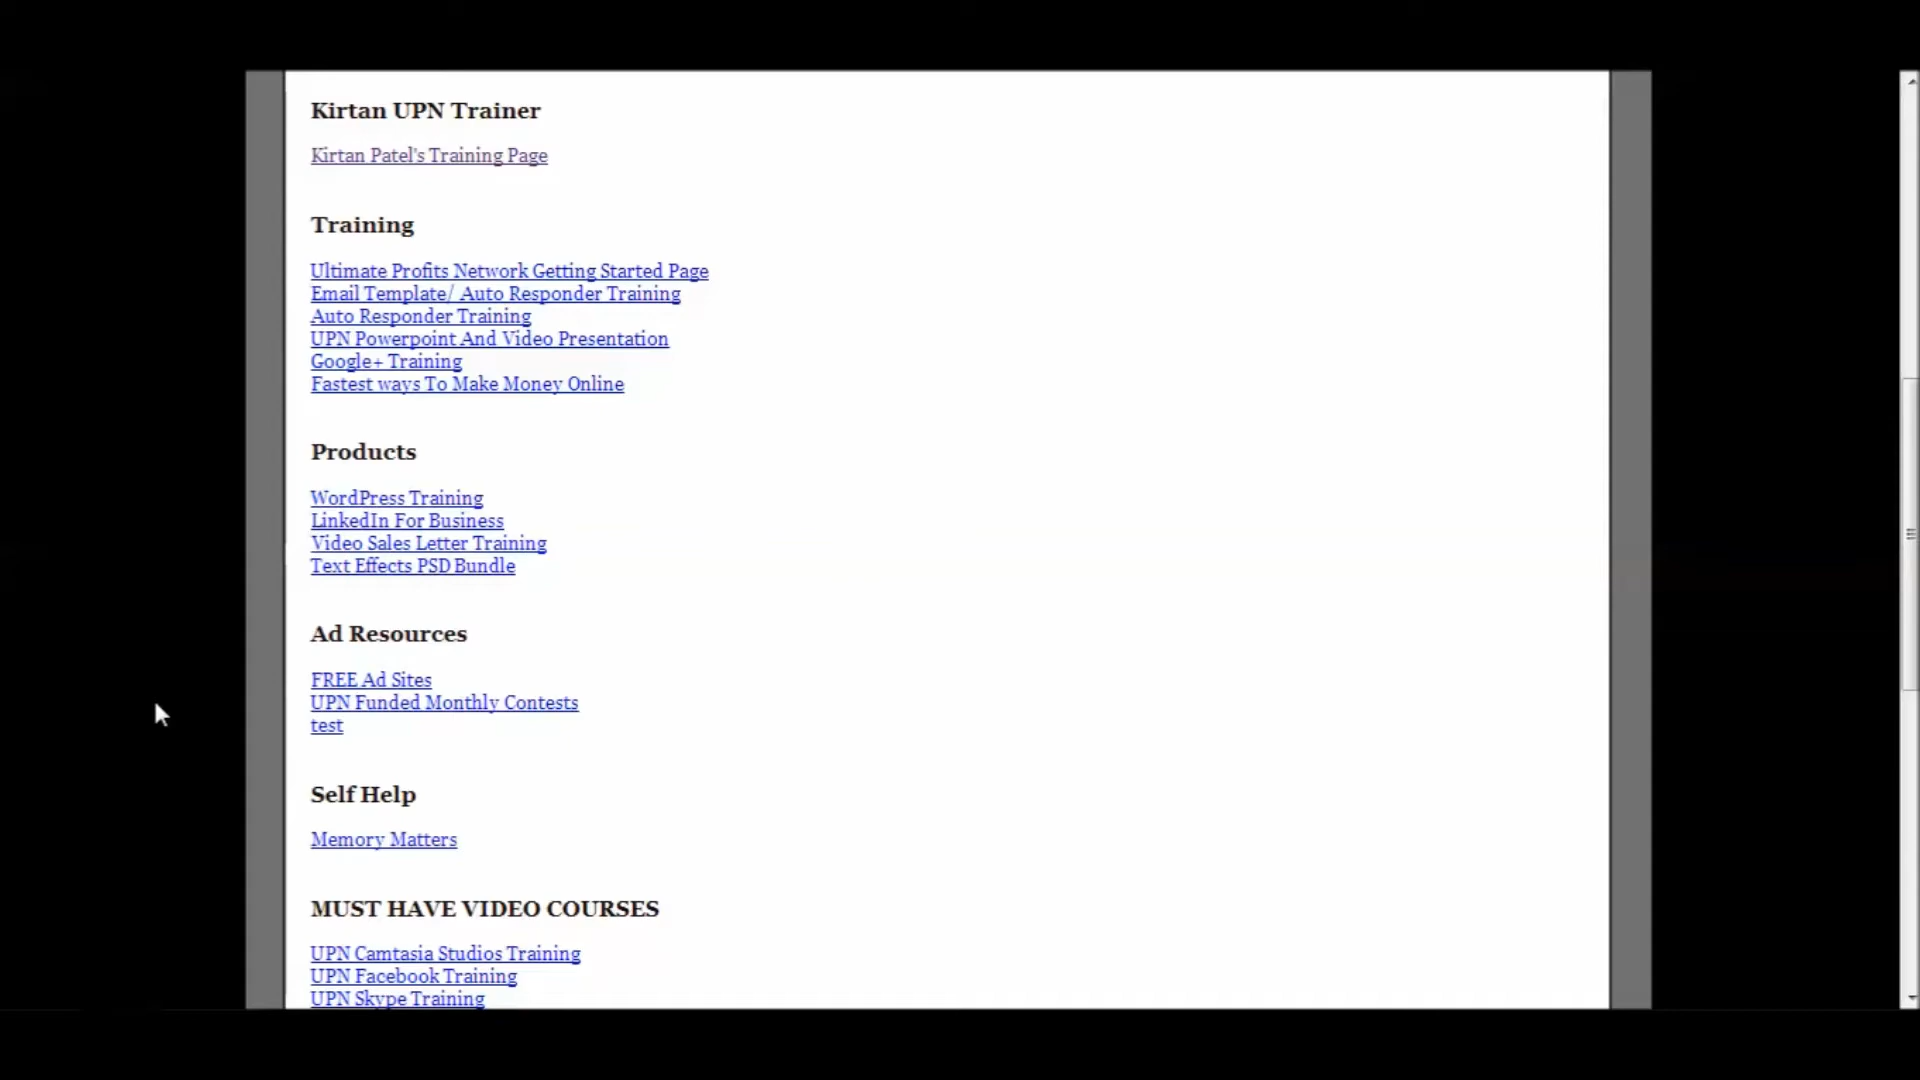 Kirtan UPN Trainer
Kirtan Patel's Training Page
Training
Ultimate Profits Network Getting Started Page
Email Template/ Auto Responder Training
Auto Responder Training
UPN Powerpoint And Video Presentation
Google+ Training
Fastest ways To Make Money Online
Products
WordPress Training
LinkedIn For Business
Video Sales Letter Training
Text Effects PSD Bundle
Ad Resources
FREE Ad Sites
UPN Funded Monthly Contests
test
Self Help
Memory Matters
MUST HAVE VIDEO COURSES
UPN Camtasia Studios Training
UPN Facebook Training
UPN Skype Training